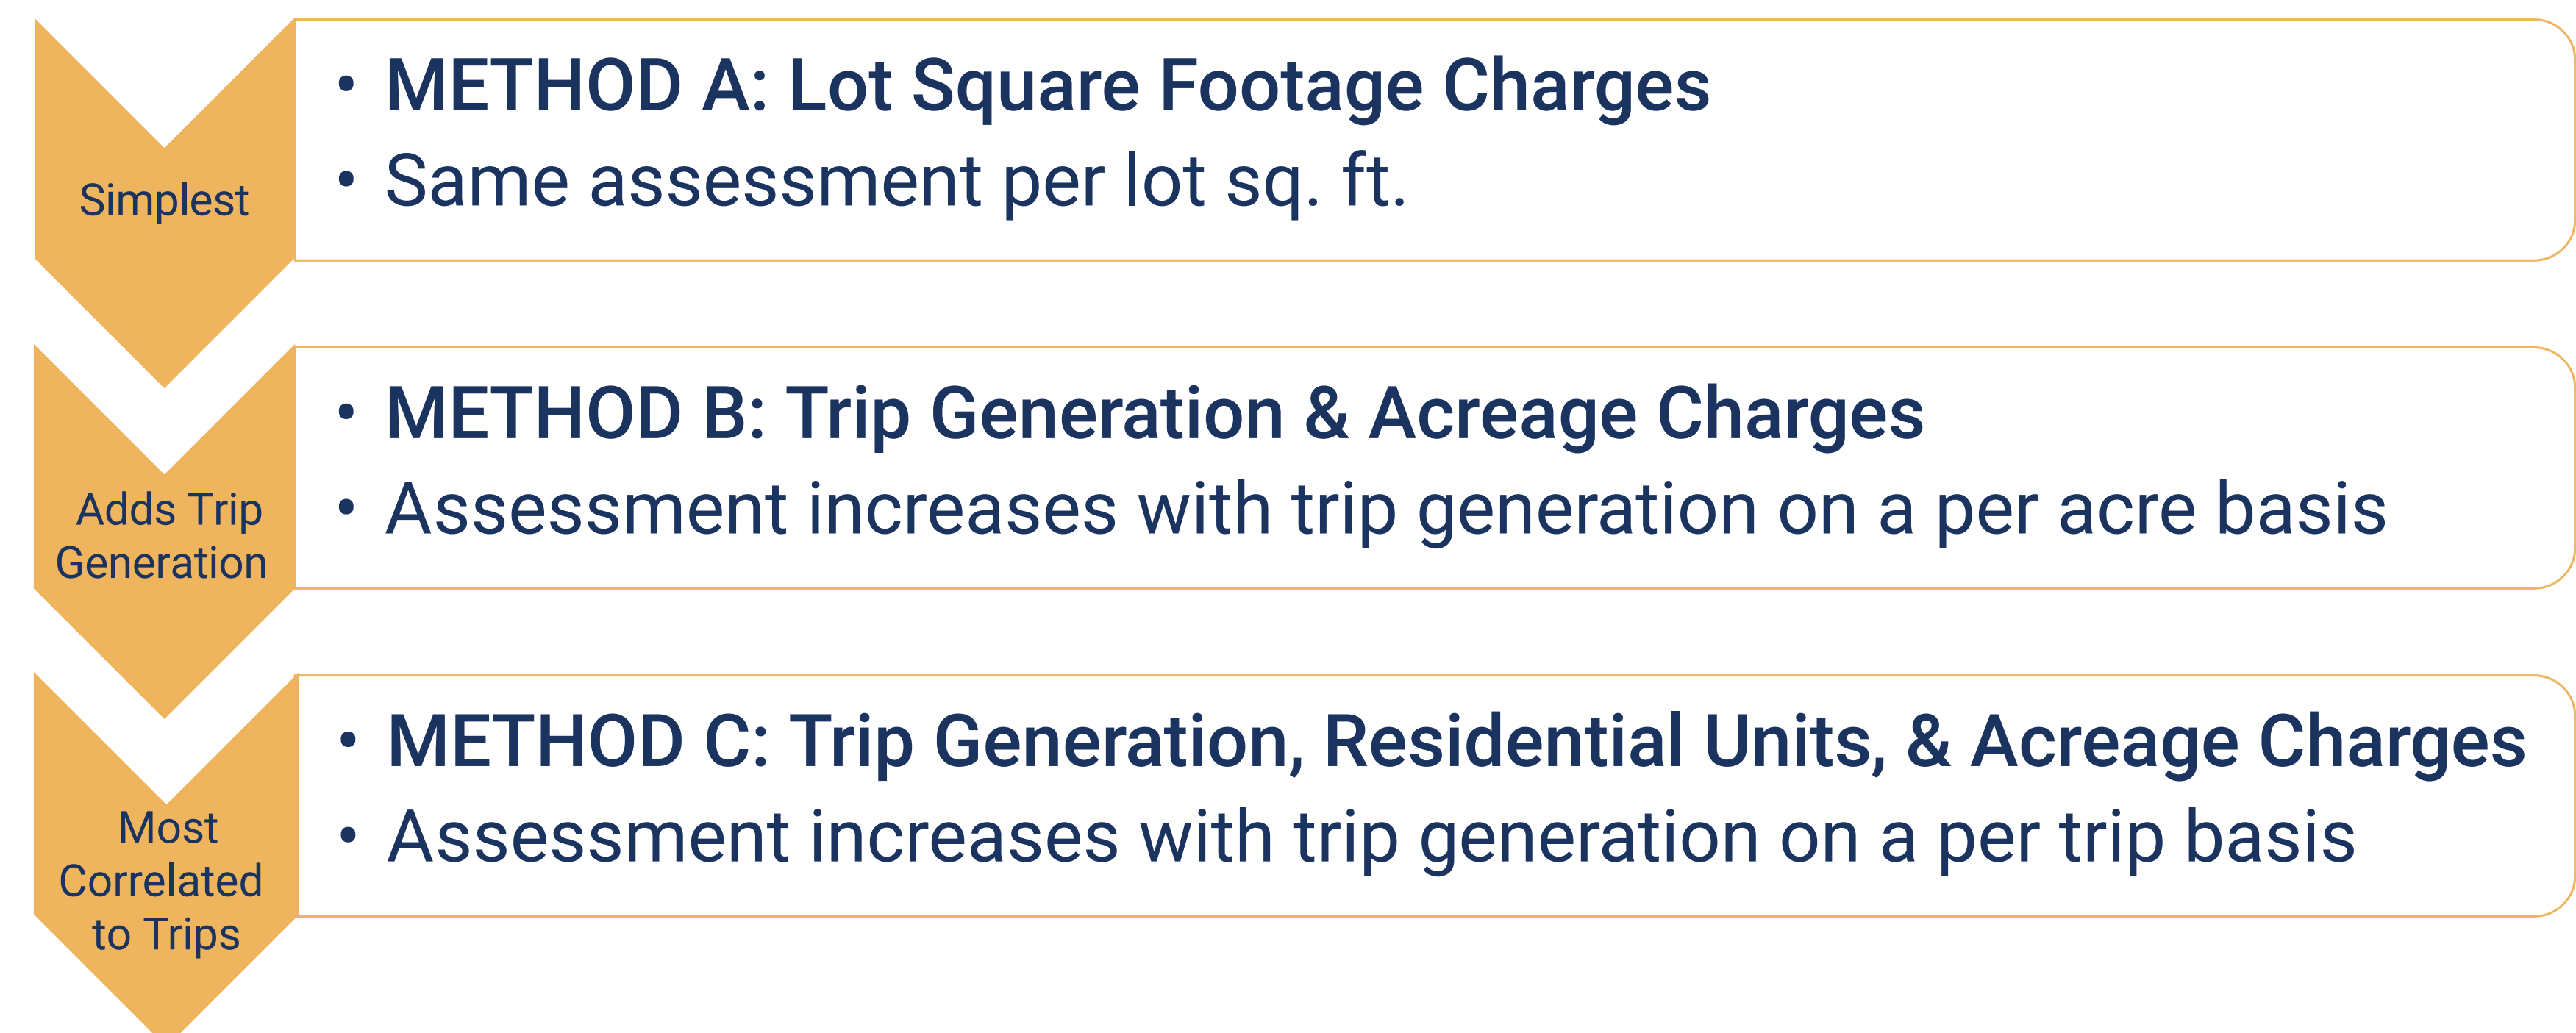 Simplest
• METHOD A: Lot Square Footage Charges
• Same assessment per lot sq. ft.
Adds Trip
Generation
• METHOD B: Trip Generation & Acreage Charges
• Assessment increases with trip generation on a per acre basis
Most
Correlated
to Trips
• METHOD C: Trip Generation, Residential Units, & Acreage Charges
• Assessment increases with trip generation on a per trip basis